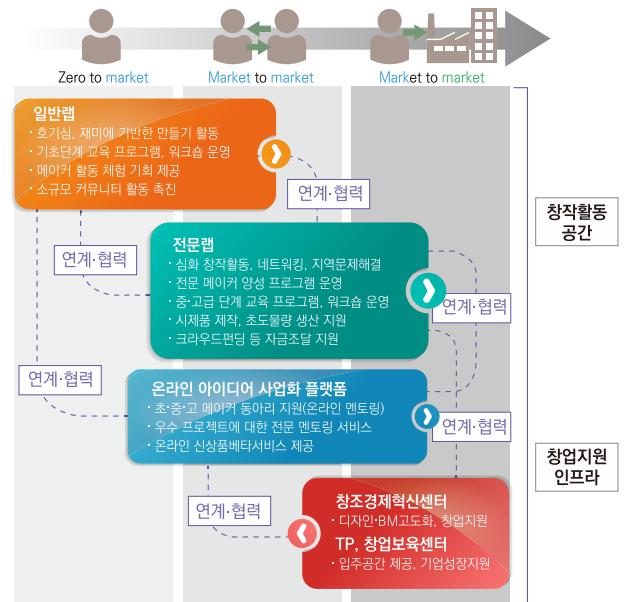 Zero to market
Market to market
Market to market
일반랩
· 호기심, 재미에 기반한 만들기 활동
· 기초단계 교육 프로그램, 워크숍 운영
· 메이커 활동 체험 기회 제공
· 소규모 커뮤니티 활동 촉진
연계·협력
창작활동
공간
연계·협력
전문랩
· 심화 창작활동, 네트워킹, 지역문제해결
· 전문 메이커 양성 프로그램 운영
· 중·고급 단계 교육 프로그램, 워크숍 운영
· 시제품 제작, 초도물량 생산 지원
· 크라우드펀딩 등 자금조달 지원
연계·협력
연계·협력
온라인 아이디어 사업화 플랫폼
· 초·중·고 메이커 동아리 지원(온라인 멘토링)
· 우수 프로젝트에 대한 전문 멘토링 서비스
· 온라인 신상품베타서비스 제공
연계·협력
창업지원
인프라
연계·협력
창조경제혁신센터
· 디자인·BM고도화, 창업지원
TP, 창업보육센터
· 입주공간 제공, 기업성장지원